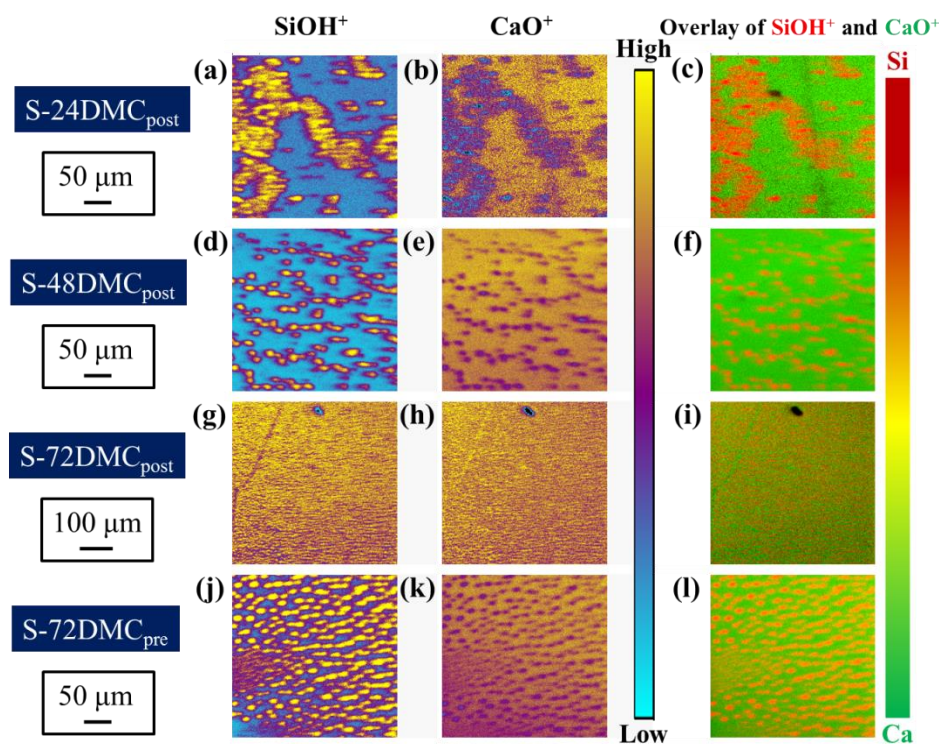 SiOH⁺ CaO⁺ Overlay of SiOH⁺ and CaO⁺
High Si
(a) (b) (c)
S-24DMCpost
50 μm
(d) (e) (f)
S-48DMCpost
50 μm
(g) (h) (i)
S-72DMCpost
100 μm
(j) (k) (l)
S-72DMCpre
50 μm
Low Ca